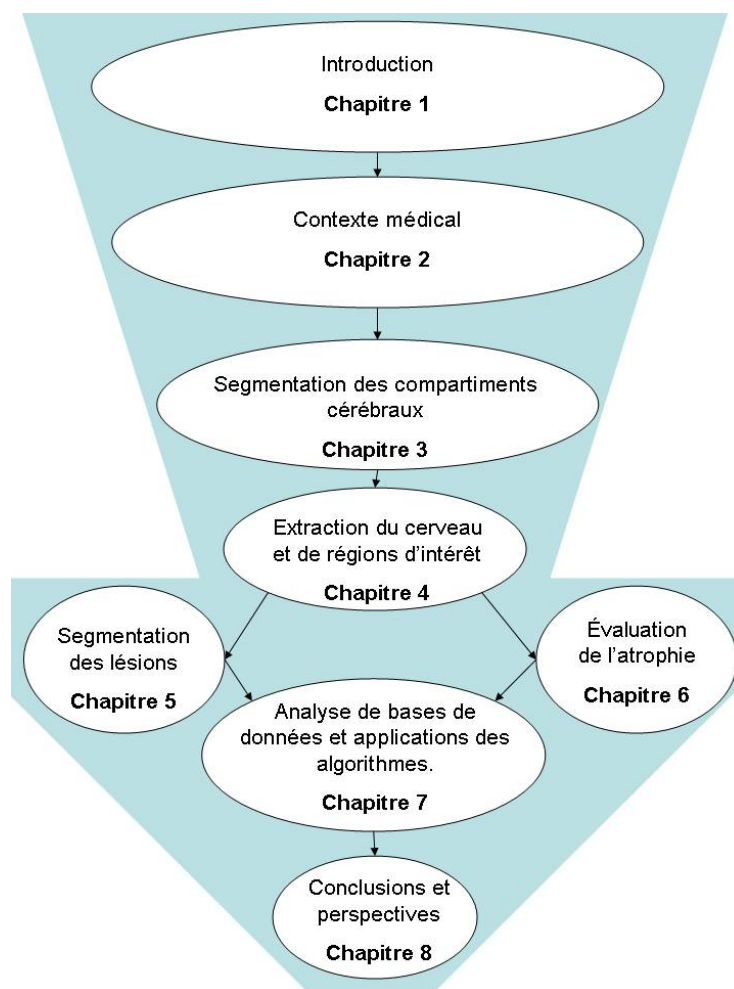 Introduction
Chapitre 1
Contexte médical
Chapitre 2
Segmentation des compartiments
cérébraux
Chapitre 3
Extraction du cerveau
et de régions d'intérêt
Chapitre 4
Segmentation
des lésions
Chapitre 5
Évaluation
de l'atrophie
Chapitre 6
Analyse de bases de
données et applications des
algorithmes.
Chapitre 7
Conclusions et
perspectives
Chapitre 8